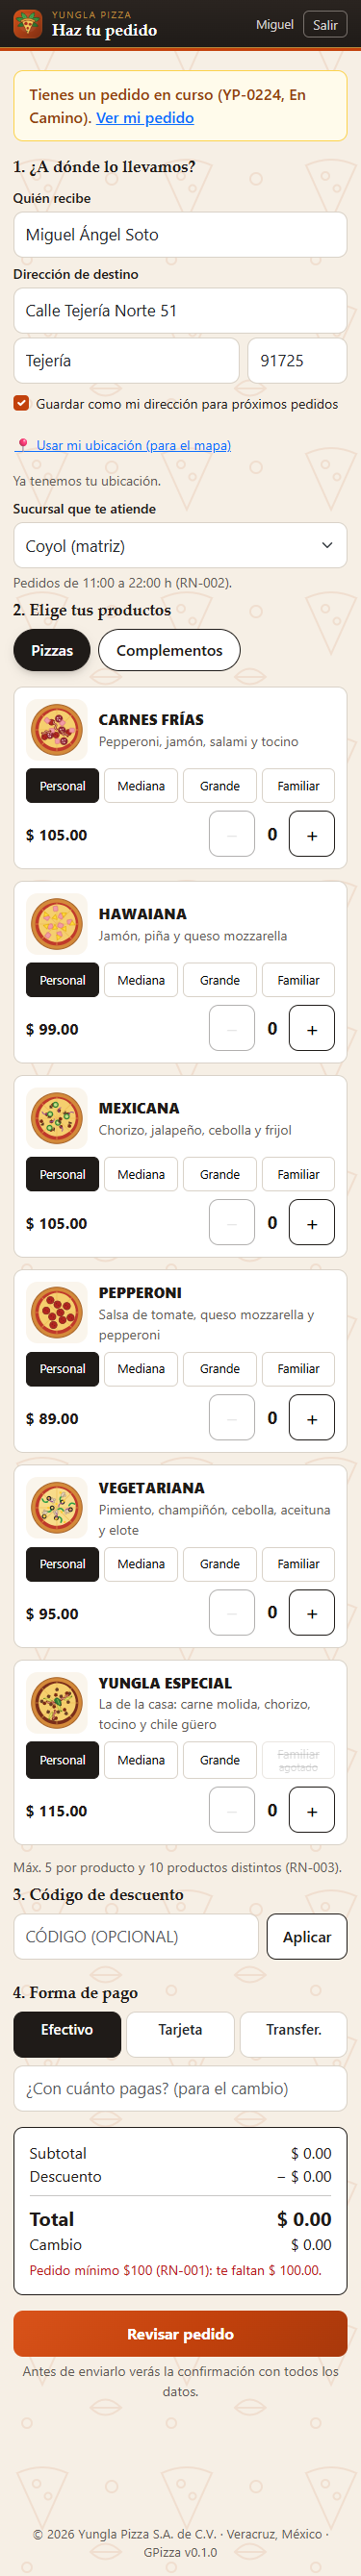 YUNGLA PIZZA
Haz tu pedido
Miguel
Salir
Tienes un pedido en curso (YP-0224, En
Camino). Ver mi pedido
1. ¿A dónde lo llevamos?
Quién recibe
Miguel Ángel Soto
Dirección de destino
Calle Tejería Norte 51
Tejería
91725
Guardar como mi dirección para próximos pedidos
📍 Usar mi ubicación (para el mapa)
Ya tenemos tu ubicación.
Sucursal que te atiende
Coyol (matriz)
Pedidos de 11:00 a 22:00 h (RN-002).
2. Elige tus productos
Pizzas
Complementos
CARNES FRÍAS
Pepperoni, jamón, salami y tocino
Personal
Mediana
Grande
Familiar
$ 105.00
−
0
+
HAWAIANA
Jamón, piña y queso mozzarella
Personal
Mediana
Grande
Familiar
$ 99.00
−
0
+
MEXICANA
Chorizo, jalapeño, cebolla y frijol
Personal
Mediana
Grande
Familiar
$ 105.00
−
0
+
PEPPERONI
Salsa de tomate, queso mozzarella y
pepperoni
Personal
Mediana
Grande
Familiar
$ 89.00
−
0
+
VEGETARIANA
Pimiento, champiñón, cebolla, aceituna
y elote
Personal
Mediana
Grande
Familiar
$ 95.00
−
0
+
YUNGLA ESPECIAL
La de la casa: carne molida, chorizo,
tocino y chile güero
Personal
Mediana
Grande
Familiar
agotado
$ 115.00
−
0
+
Máx. 5 por producto y 10 productos distintos (RN-003).
3. Código de descuento
CÓDIGO (OPCIONAL)
Aplicar
4. Forma de pago
Efectivo
Tarjeta
Transfer.
¿Con cuánto pagas? (para el cambio)
Subtotal $ 0.00
Descuento − $ 0.00
Total $ 0.00
Cambio $ 0.00
Pedido mínimo $100 (RN-001): te faltan $ 100.00.
Revisar pedido
Antes de enviarlo verás la confirmación con todos los
datos.
© 2026 Yungla Pizza S.A. de C.V. · Veracruz, México ·
GPizza v0.1.0